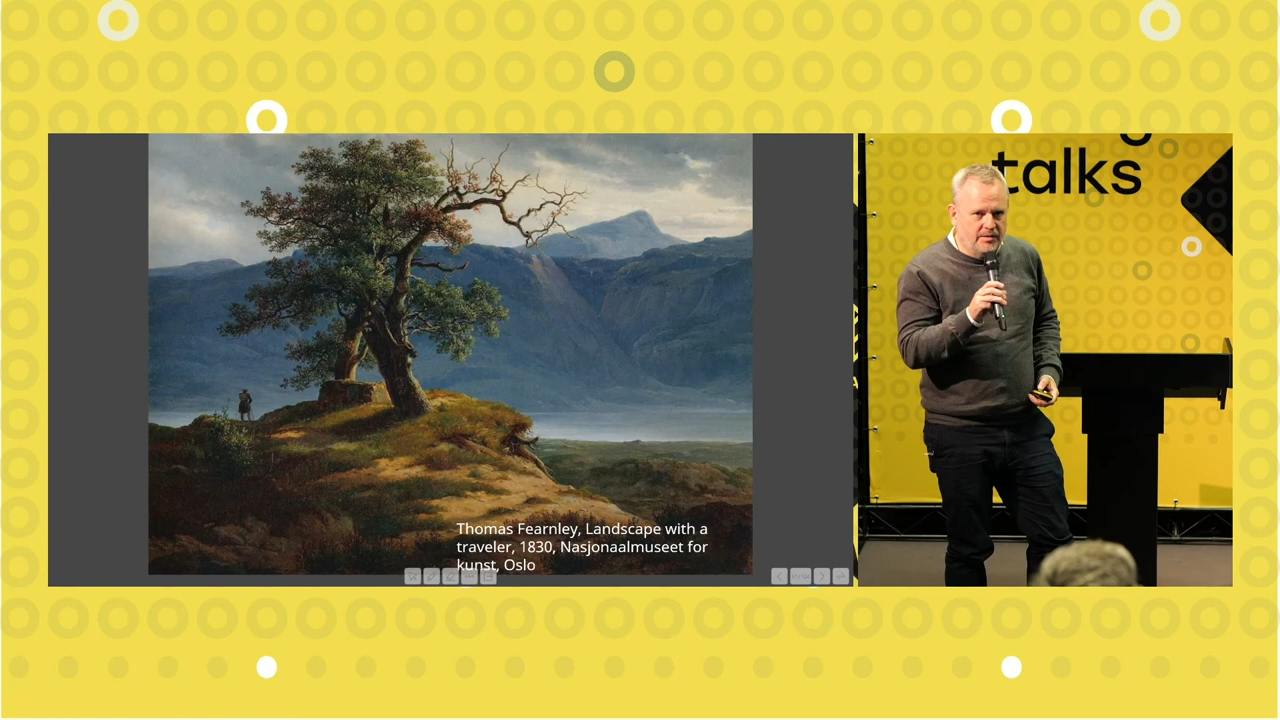 talks
Thomas Fearnley, Landscape with a
traveler, 1830, Nasjonaalmuseet for
kunst, Oslo